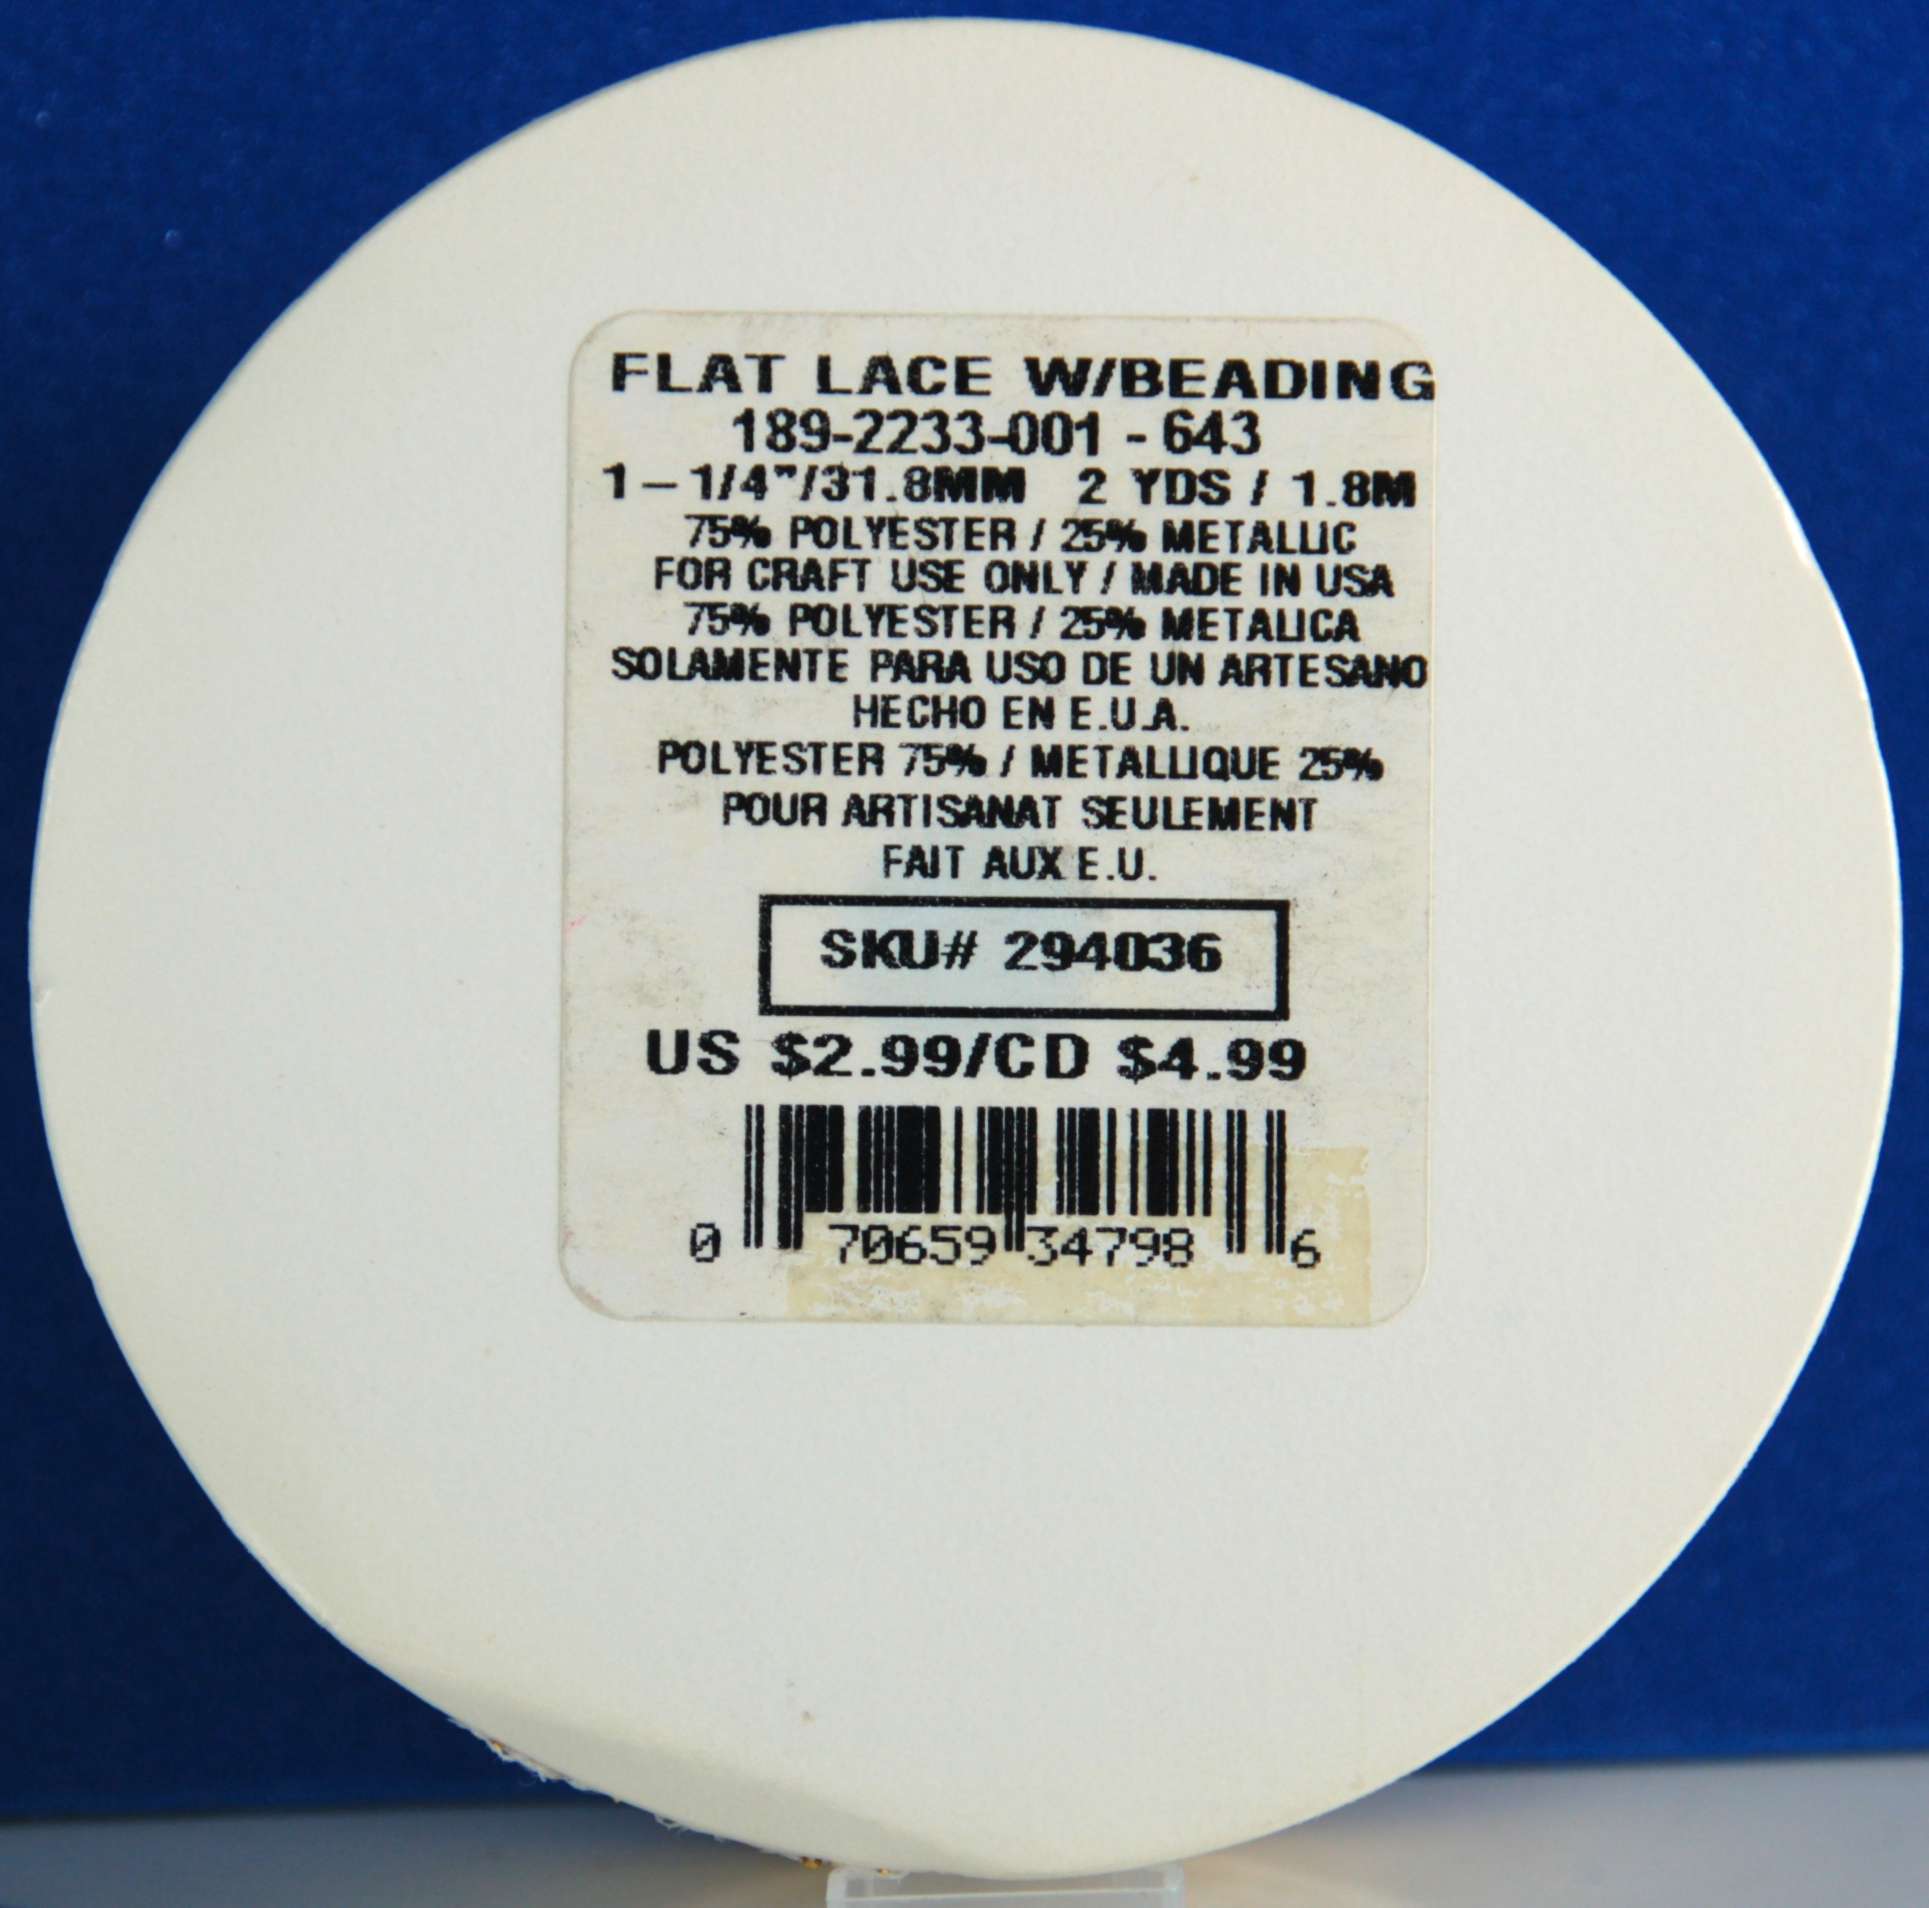 FLAT LACE W/BEADING
189-2233-001 - 643
1-1/4"/31.8MM 2 YDS / 1.8M
75% POLYESTER / 25% METALLIC
FOR CRAFT USE ONLY / MADE IN USA
75% POLYESTER / 25% METALICA
SOLAMENTE PARA USO DE UN ARTESANO
HECHO EN E.U.A.
POLYESTER 75% / METALLIQUE 25%
POUR ARTISANAT SEULEMENT
FAIT AUX E.U.
SKU# 294036
US $2.99/CD $4.99
0 70659 34798 6